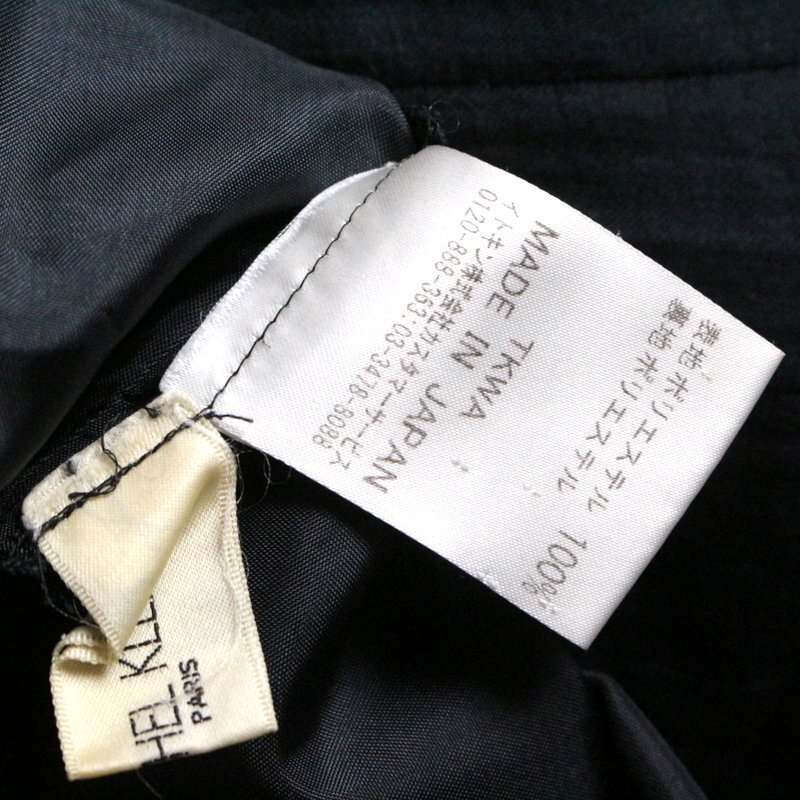 表地 ポリエステル 100%
裏地 ポリエステル
TKWA
MADE IN JAPAN
イトキン株式会社カスタマーサービス
0120-888-363:03-3478-8088
HEL KLE
PARIS